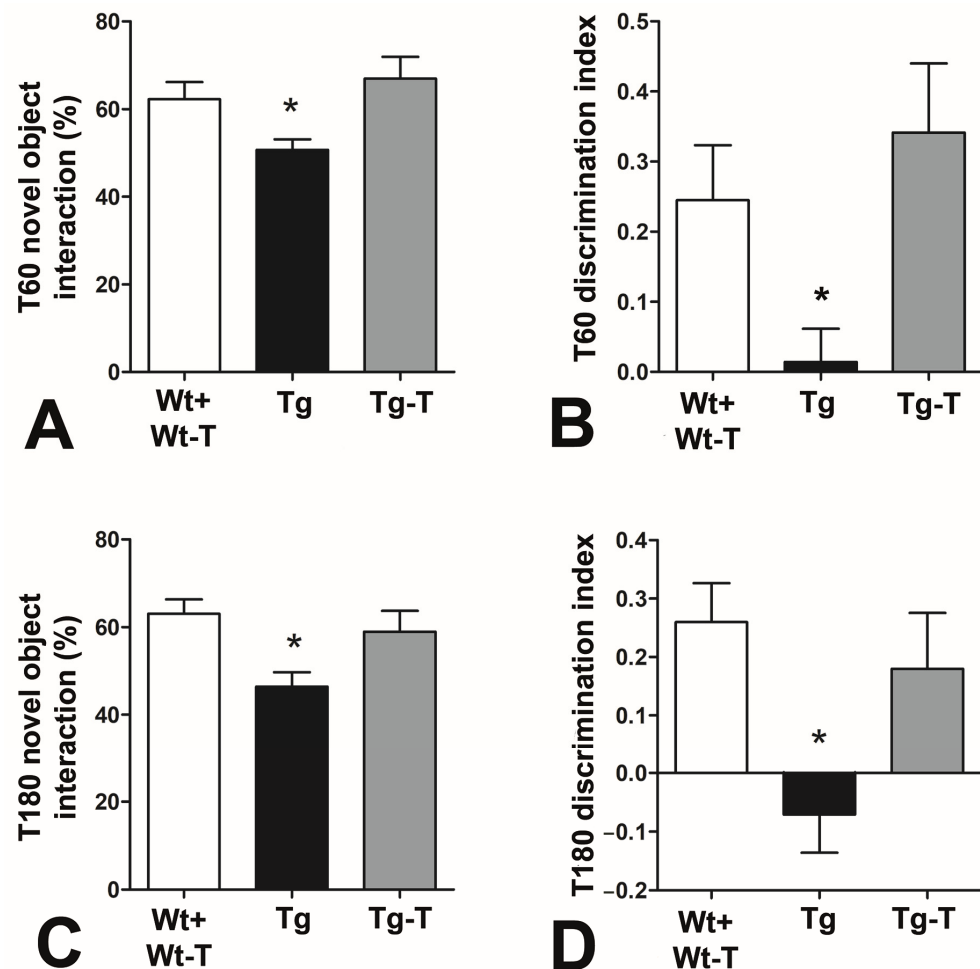 T60 novel object
interaction (%)
80
60
40
20
0
*
Wt+
Wt-T
Tg
Tg-T
A
T60 discrimination index
0.5
0.4
0.3
0.2
0.1
0.0
*
Wt+
Wt-T
Tg
Tg-T
B
T180 novel object
interaction (%)
80
60
40
20
0
*
Wt+
Wt-T
Tg
Tg-T
C
T180 discrimination index
0.4
0.3
0.2
0.1
0.0
−0.1
−0.2
*
Wt+
Wt-T
Tg
Tg-T
D